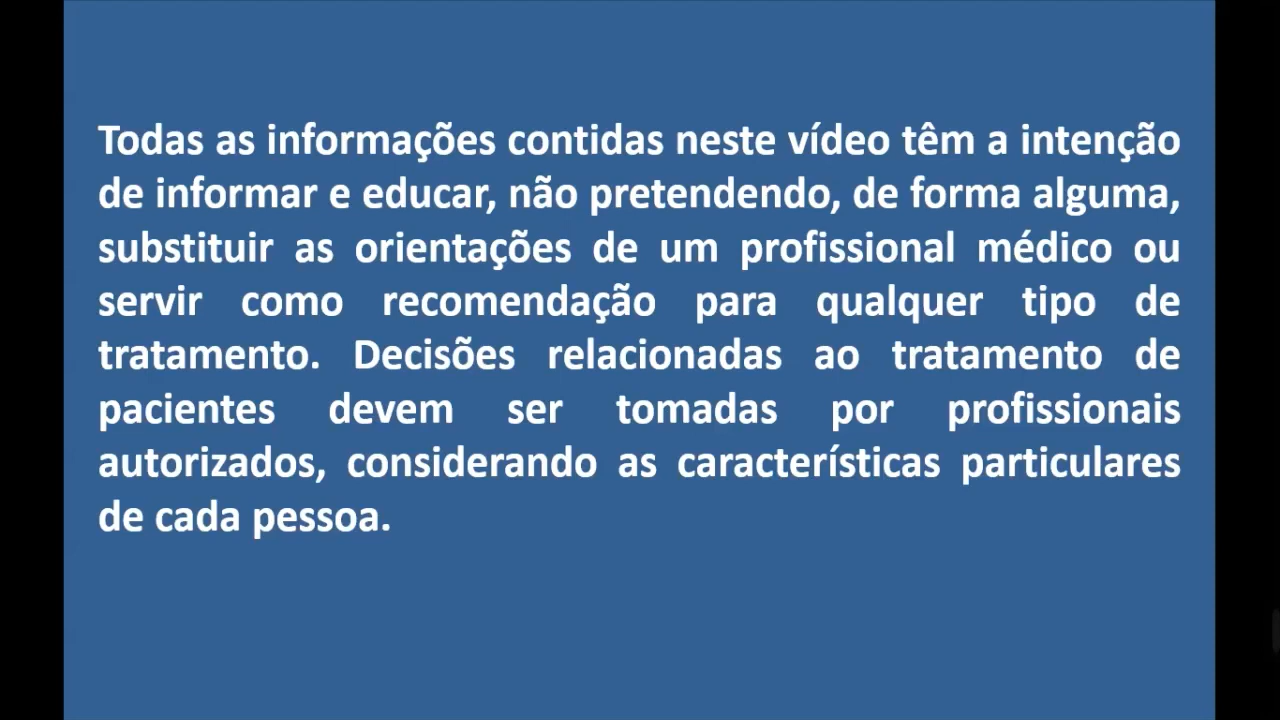 Todas as informações contidas neste vídeo têm a intenção
de informar e educar, não pretendendo, de forma alguma,
substituir as orientações de um profissional médico ou
servir como recomendação para qualquer tipo de
tratamento. Decisões relacionadas ao tratamento de
pacientes devem ser tomadas por profissionais
autorizados, considerando as características particulares
de cada pessoa.